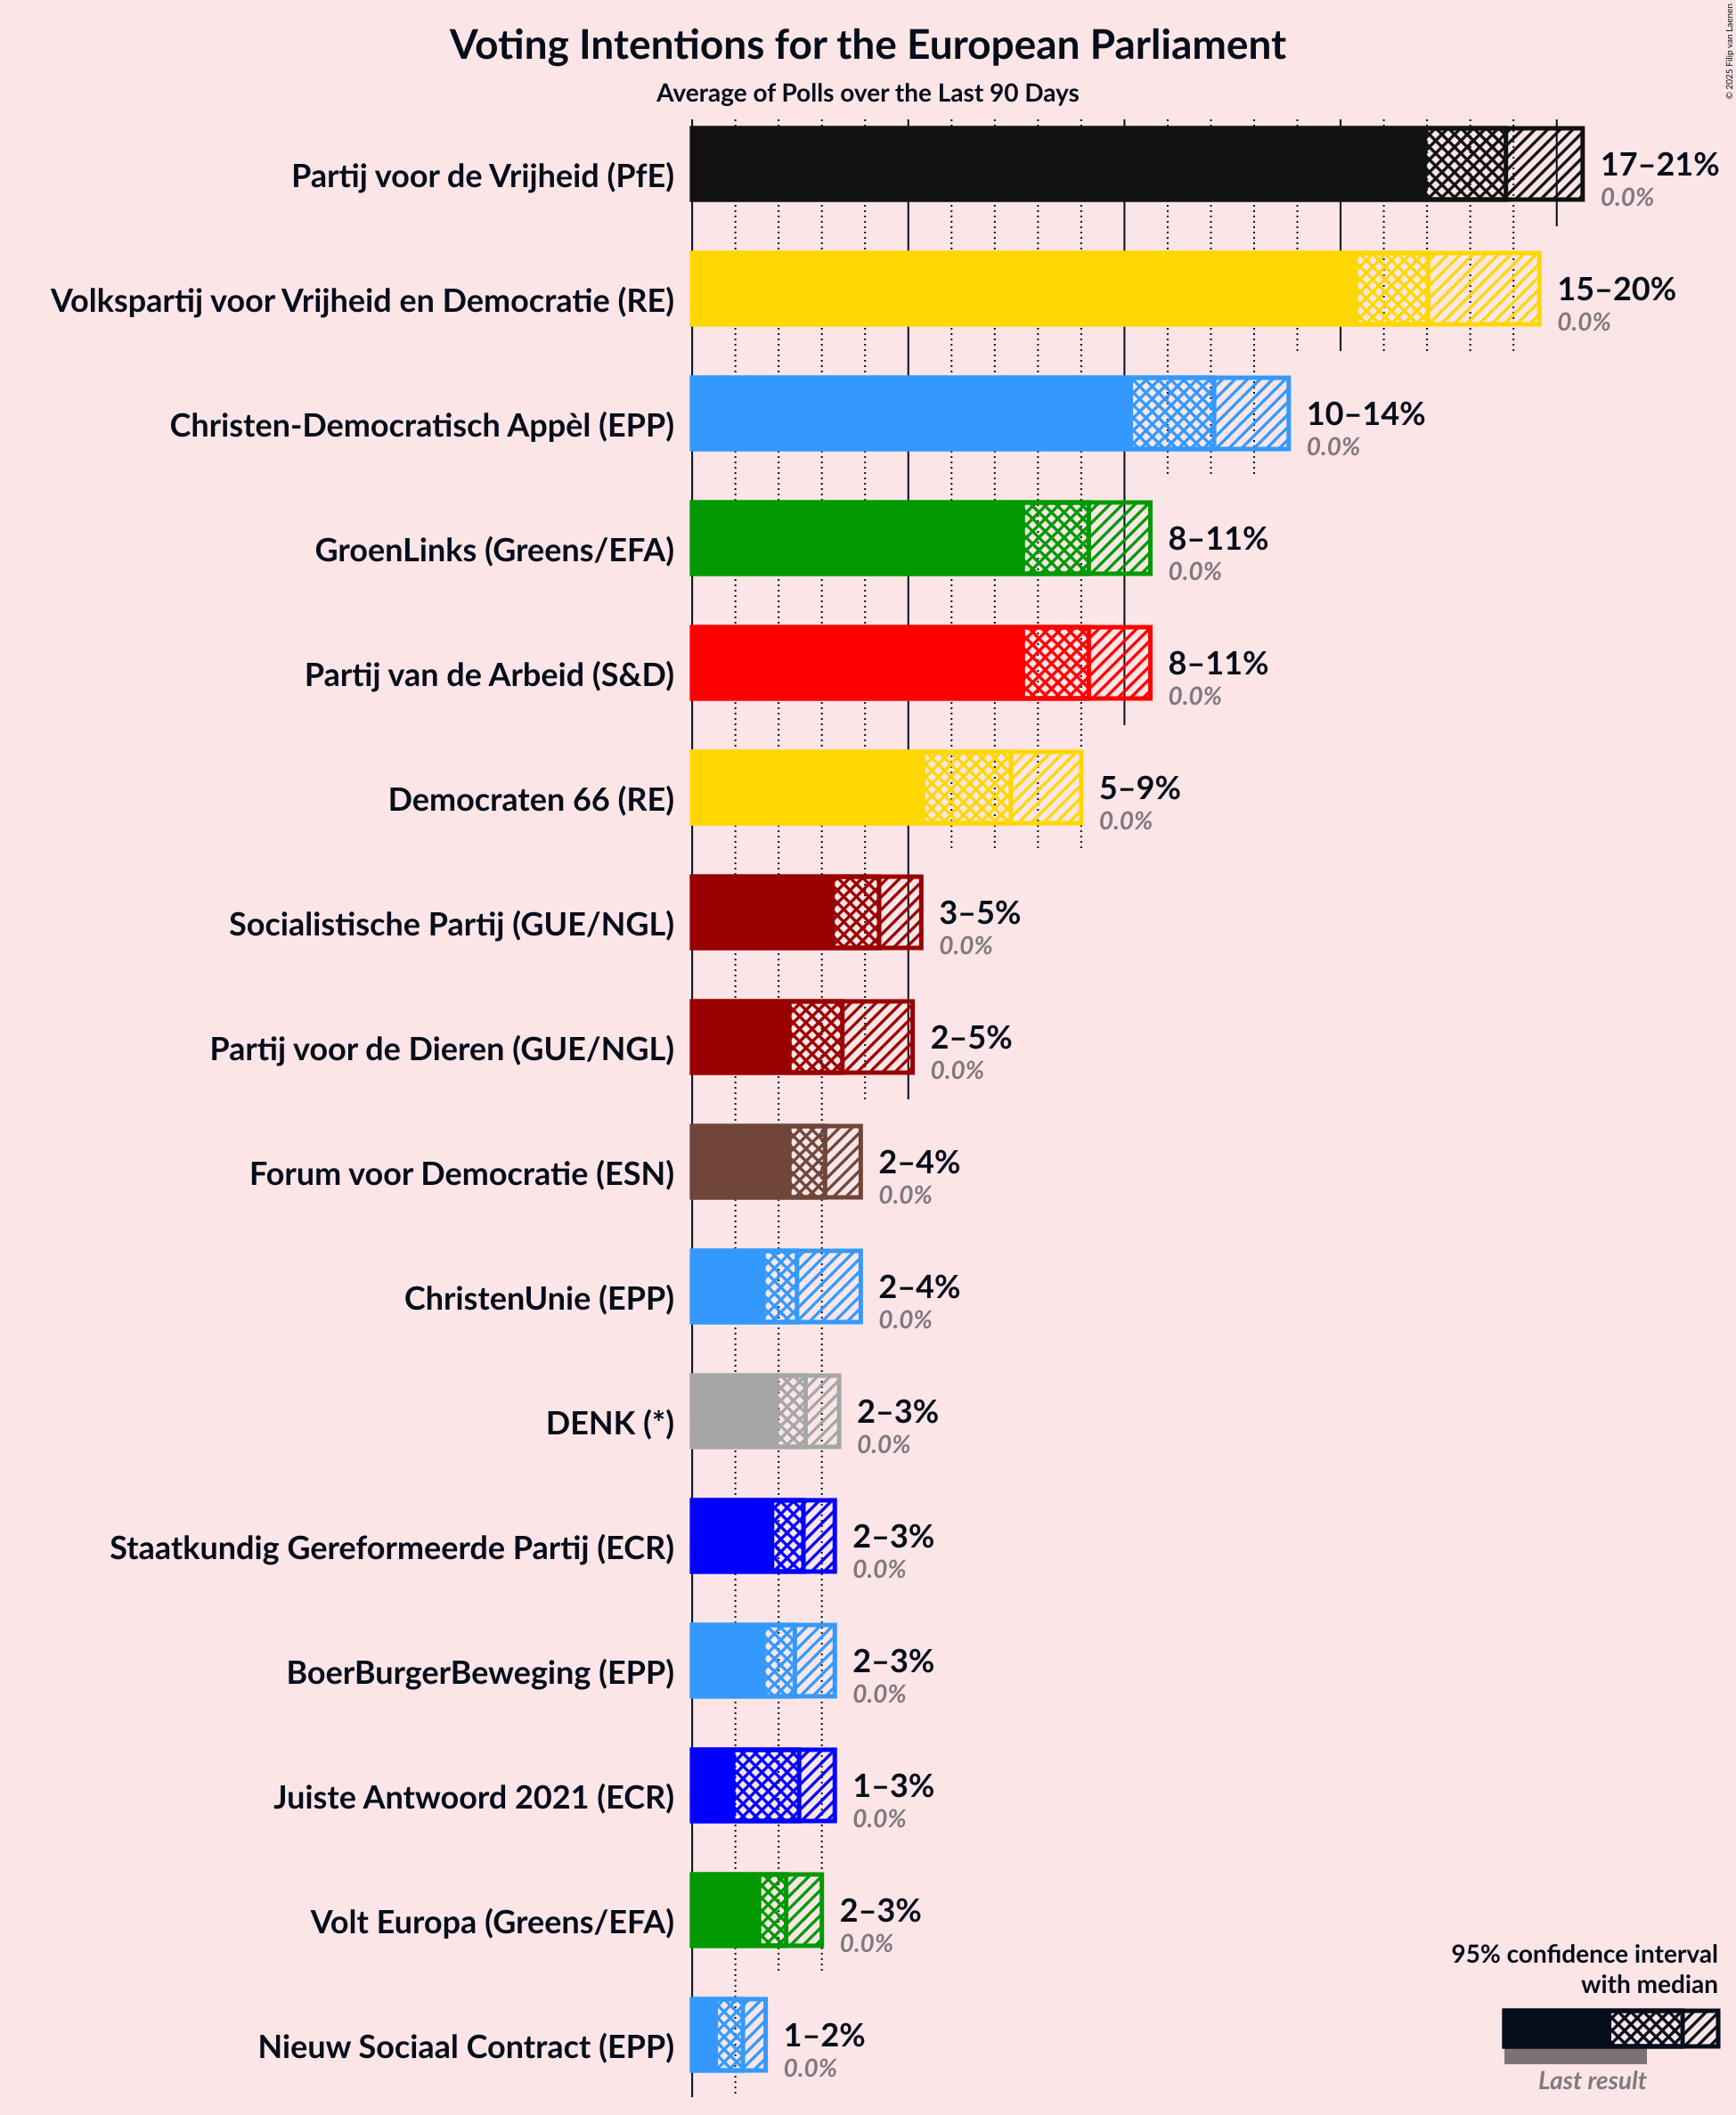 Voting Intentions for the European Parliament
Average of Polls over the Last 90 Days
© 2025 Filip van Laenen
Partij voor de Vrijheid (PfE)
17–21%
0.0%
Volkspartij voor Vrijheid en Democratie (RE)
15–20%
0.0%
Christen-Democratisch Appèl (EPP)
10–14%
0.0%
GroenLinks (Greens/EFA)
8–11%
0.0%
Partij van de Arbeid (S&D)
8–11%
0.0%
Democraten 66 (RE)
5–9%
0.0%
Socialistische Partij (GUE/NGL)
3–5%
0.0%
Partij voor de Dieren (GUE/NGL)
2–5%
0.0%
Forum voor Democratie (ESN)
2–4%
0.0%
ChristenUnie (EPP)
2–4%
0.0%
DENK (*)
2–3%
0.0%
Staatkundig Gereformeerde Partij (ECR)
2–3%
0.0%
BoerBurgerBeweging (EPP)
2–3%
0.0%
Juiste Antwoord 2021 (ECR)
1–3%
0.0%
Volt Europa (Greens/EFA)
2–3%
0.0%
Nieuw Sociaal Contract (EPP)
1–2%
0.0%
95% confidence interval
with median
Last result